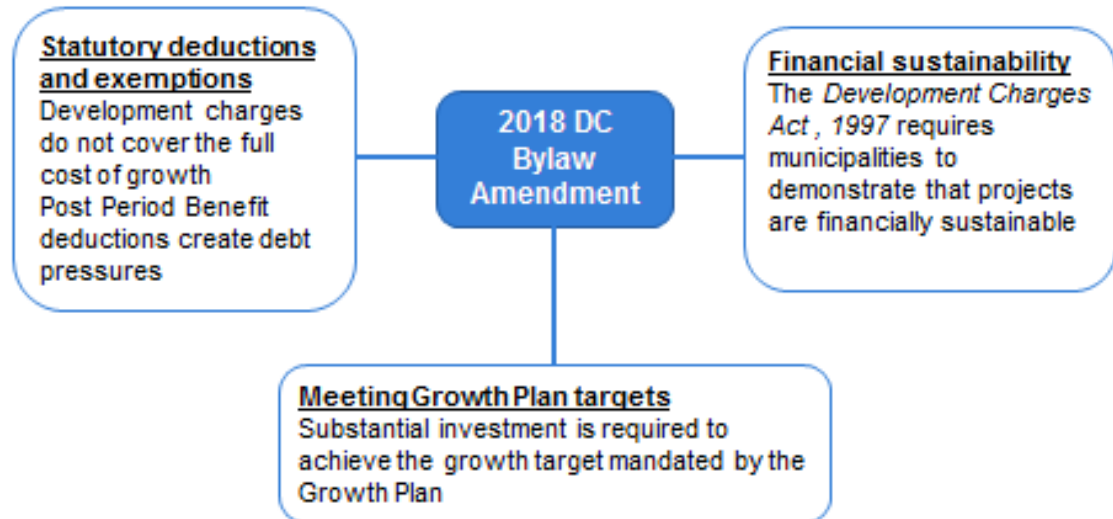 Statutory deductions
and exemptions
Development charges
do not cover the full
cost of growth
Post Period Benefit
deductions create debt
pressures
2018 DC
Bylaw
Amendment
Financial sustainability
The Development Charges
Act , 1997 requires
municipalities to
demonstrate that projects
are financially sustainable
Meeting Growth Plan targets
Substantial investment is required to
achieve the growth target mandated by the
Growth Plan